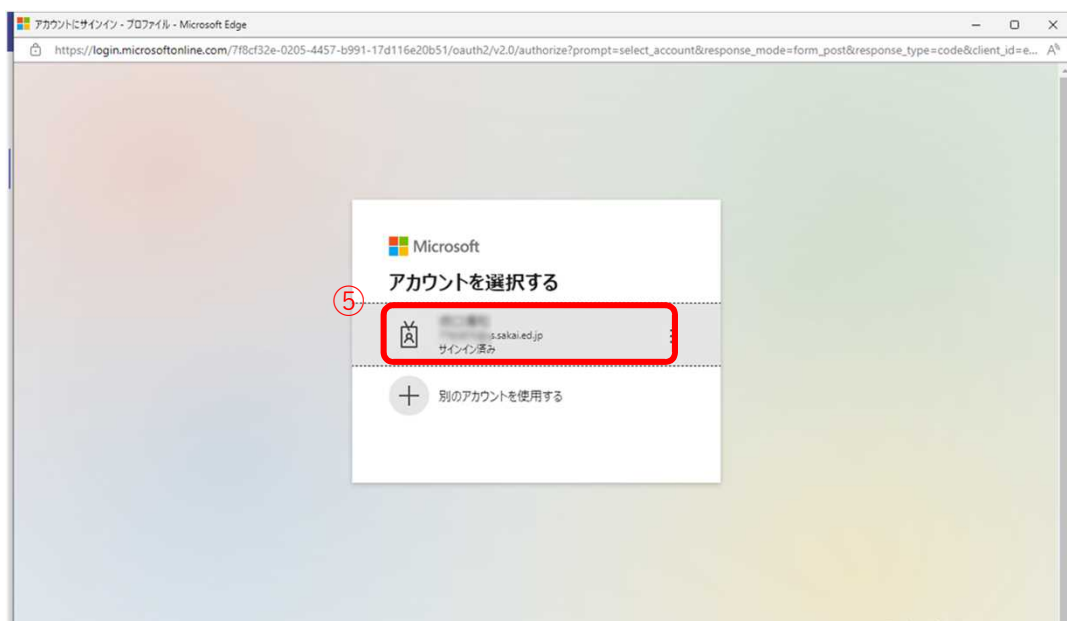 アカウントにサインイン - プロファイル - Microsoft Edge
https://login.microsoftonline.com/7f8cf32e-0205-4457-b991-17d116e20b51/oauth2/v2.0/authorize?prompt=select_account&response_mode=form_post&response_type=code&client_id=e...
Microsoft
アカウントを選択する
⑤
s.sakai.ed.jp
サインイン済み
別のアカウントを使用する